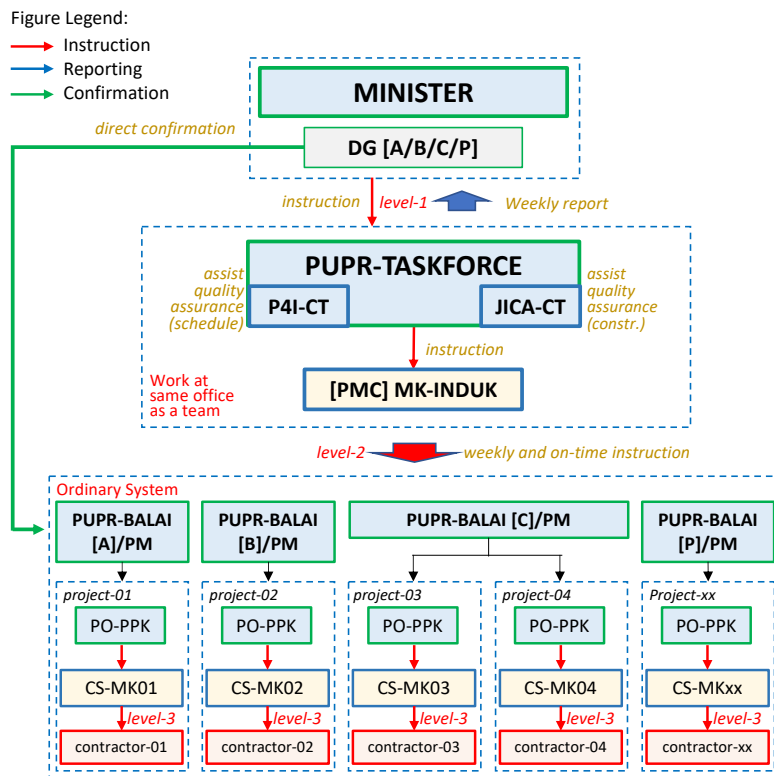 Figure Legend:
Instruction
Reporting
Confirmation
MINISTER
direct confirmation
DG [A/B/C/P]
instruction
level-1
Weekly report
PUPR-TASKFORCE
assist
quality
assurance
(schedule)
P4I-CT
JICA-CT
assist
quality
assurance
(constr.)
instruction
[PMC] MK-INDUK
Work at
same office
as a team
level-2
weekly and on-time instruction
Ordinary System
PUPR-BALAI
[A]/PM
PUPR-BALAI
[B]/PM
PUPR-BALAI [C]/PM
PUPR-BALAI
[P]/PM
project-01
project-02
project-03
project-04
Project-xx
PO-PPK
PO-PPK
PO-PPK
PO-PPK
PO-PPK
CS-MK01
CS-MK02
CS-MK03
CS-MK04
CS-MKxx
level-3
level-3
level-3
level-3
level-3
contractor-01
contractor-02
contractor-03
contractor-04
contractor-xx